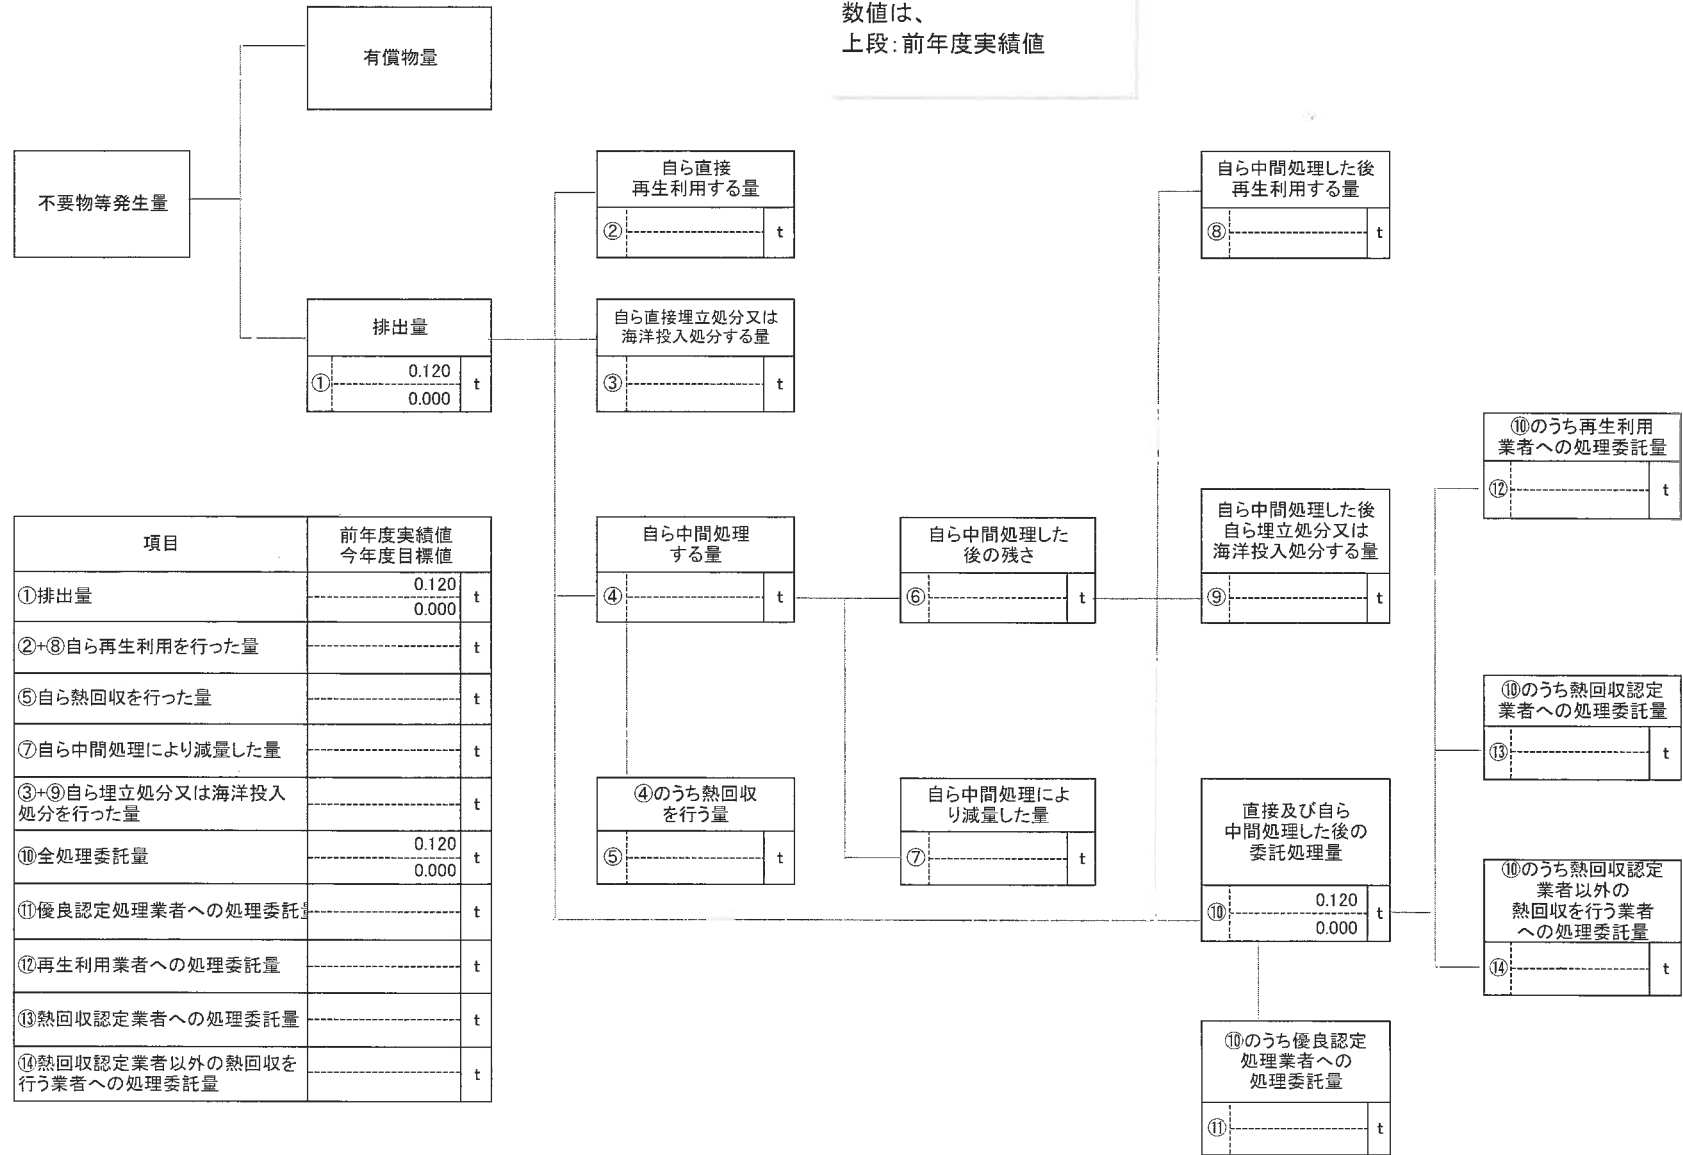 数値は、
上段:前年度実績値
有償物量
不要物等発生量
排出量
① 0.120 t
0.000
自ら直接
再生利用する量
② t
自ら直接埋立処分又は
海洋投入処分する量
③ t
自ら中間処理した後
再生利用する量
⑧ t
自ら中間処理
する量
④ t
自ら中間処理した
後の残さ
⑥ t
自ら中間処理した後
自ら埋立処分又は
海洋投入処分する量
⑨ t
⑩のうち再生利用
業者への処理委託量
⑫ t
⑩のうち熱回収認定
業者への処理委託量
⑬ t
④のうち熱回収
を行う量
⑤ t
自ら中間処理によ
り減量した量
⑦ t
直接及び自ら
中間処理した後の
委託処理量
⑩ 0.120 t
0.000
⑩のうち熱回収認定
業者以外の
熱回収を行う業者
への処理委託量
⑭ t
⑩のうち優良認定
処理業者への
処理委託量
⑪ t
項目 前年度実績値
今年度目標値
①排出量 0.120 t
0.000
②+⑧自ら再生利用を行った量 t
⑤自ら熱回収を行った量 t
⑦自ら中間処理により減量した量 t
③+⑨自ら埋立処分又は海洋投入
処分を行った量 t
⑩全処理委託量 0.120 t
0.000
⑪優良認定処理業者への処理委託 t
⑫再生利用業者への処理委託量 t
⑬熱回収認定業者への処理委託量 t
⑭熱回収認定業者以外の熱回収を
行う業者への処理委託量 t